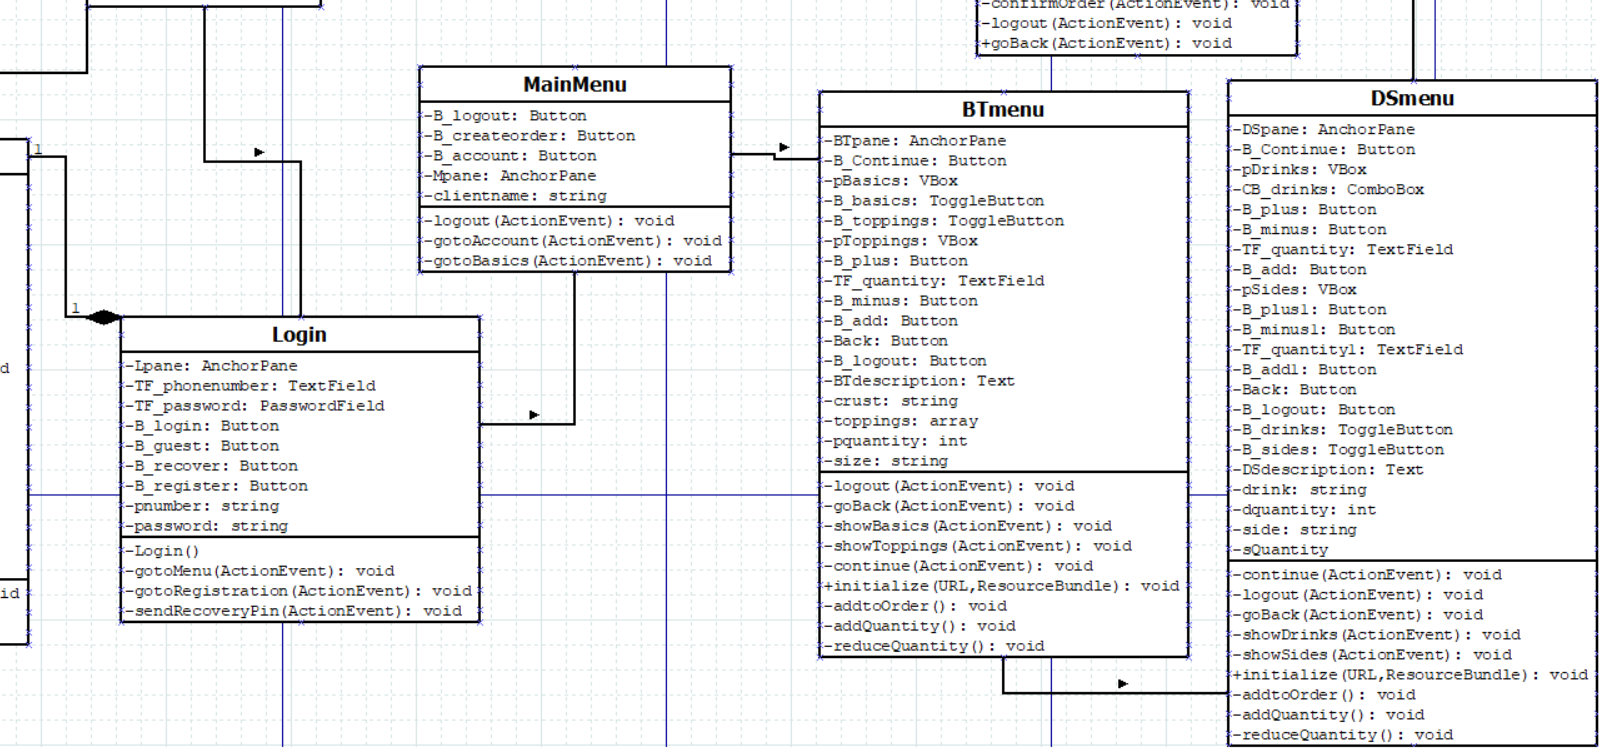 -confirmOrder(ActionEvent): void
-logout(ActionEvent): void
+goBack(ActionEvent): void
1
1
d
id
MainMenu
-B_logout: Button
-B_createorder: Button
-B_account: Button
-Mpane: AnchorPane
-clientname: string
-logout(ActionEvent): void
-gotoAccount(ActionEvent): void
-gotoBasics(ActionEvent): void
Login
-Lpane: AnchorPane
-TF_phonenumber: TextField
-TF_password: PasswordField
-B_login: Button
-B_guest: Button
-B_recover: Button
-B_register: Button
-pnumber: string
-password: string
-Login()
-gotoMenu(ActionEvent): void
-gotoRegistration(ActionEvent): void
-sendRecoveryPin(ActionEvent): void
BTmenu
-BTpane: AnchorPane
-B_Continue: Button
-pBasics: VBox
-B_basics: ToggleButton
-B_toppings: ToggleButton
-pToppings: VBox
-B_plus: Button
-TF_quantity: TextField
-B_minus: Button
-B_add: Button
-Back: Button
-B_logout: Button
-BTdescription: Text
-crust: string
-toppings: array
-pquantity: int
-size: string
-logout(ActionEvent): void
-goBack(ActionEvent): void
-showBasics(ActionEvent): void
-showToppings(ActionEvent): void
-continue(ActionEvent): void
+initialize(URL,ResourceBundle): void
-addtoOrder(): void
-addQuantity(): void
-reduceQuantity(): void
DSmenu
-DSpane: AnchorPane
-B_Continue: Button
-pDrinks: VBox
-CB_drinks: ComboBox
-B_plus: Button
-B_minus: Button
-TF_quantity: TextField
-B_add: Button
-pSides: VBox
-B_plus1: Button
-B_minus1: Button
-TF_quantity1: TextField
-B_add1: Button
-Back: Button
-B_logout: Button
-B_drinks: ToggleButton
-B_sides: ToggleButton
-DSdescription: Text
-drink: string
-dquantity: int
-side: string
-sQuantity
-continue(ActionEvent): void
-logout(ActionEvent): void
-goBack(ActionEvent): void
-showDrinks(ActionEvent): void
-showSides(ActionEvent): void
+initialize(URL,ResourceBundle): void
-addtoOrder(): void
-addQuantity(): void
-reduceQuantity(): void